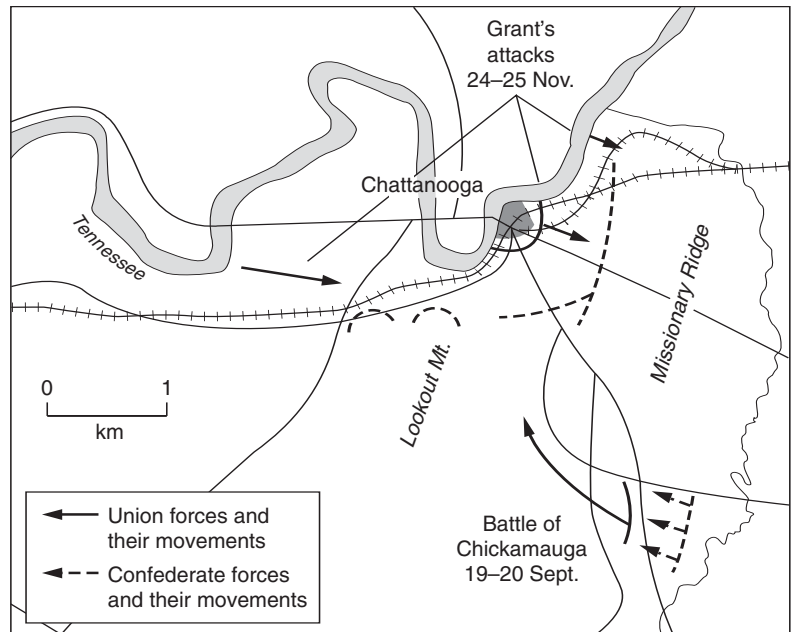 Grant's
attacks
24–25 Nov.
Chattanooga
Tennessee
Missionary Ridge
Lookout Mt.
0 1
km
Battle of
Chickamauga
19–20 Sept.
Union forces and
their movements
Confederate forces
and their movements